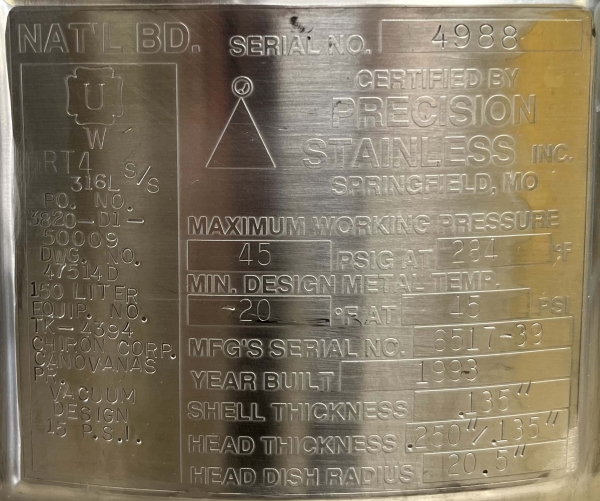 NAT'L BD. SERIAL NO. 4988
U
W
RT4
316L S/S
PO. NO.
3820-D1-
50009
DWG. NO.
47514D
150 LITER
EQUIP. NO.
TK-4394
CHIRON CORP.
CANOVANAS
VACUUM
DESIGN
15 P.S.I.
CERTIFIED BY
PRECISION
STAINLESS INC.
SPRINGFIELD, MO
MAXIMUM WORKING PRESSURE
45 PSIG AT 284 °F
MIN. DESIGN METAL TEMP.
-20 °F AT 45 PSI
MFG'S SERIAL NO. 6517-39
YEAR BUILT 1993
SHELL THICKNESS .135"
HEAD THICKNESS .250"/.135"
HEAD DISH RADIUS 20.5"